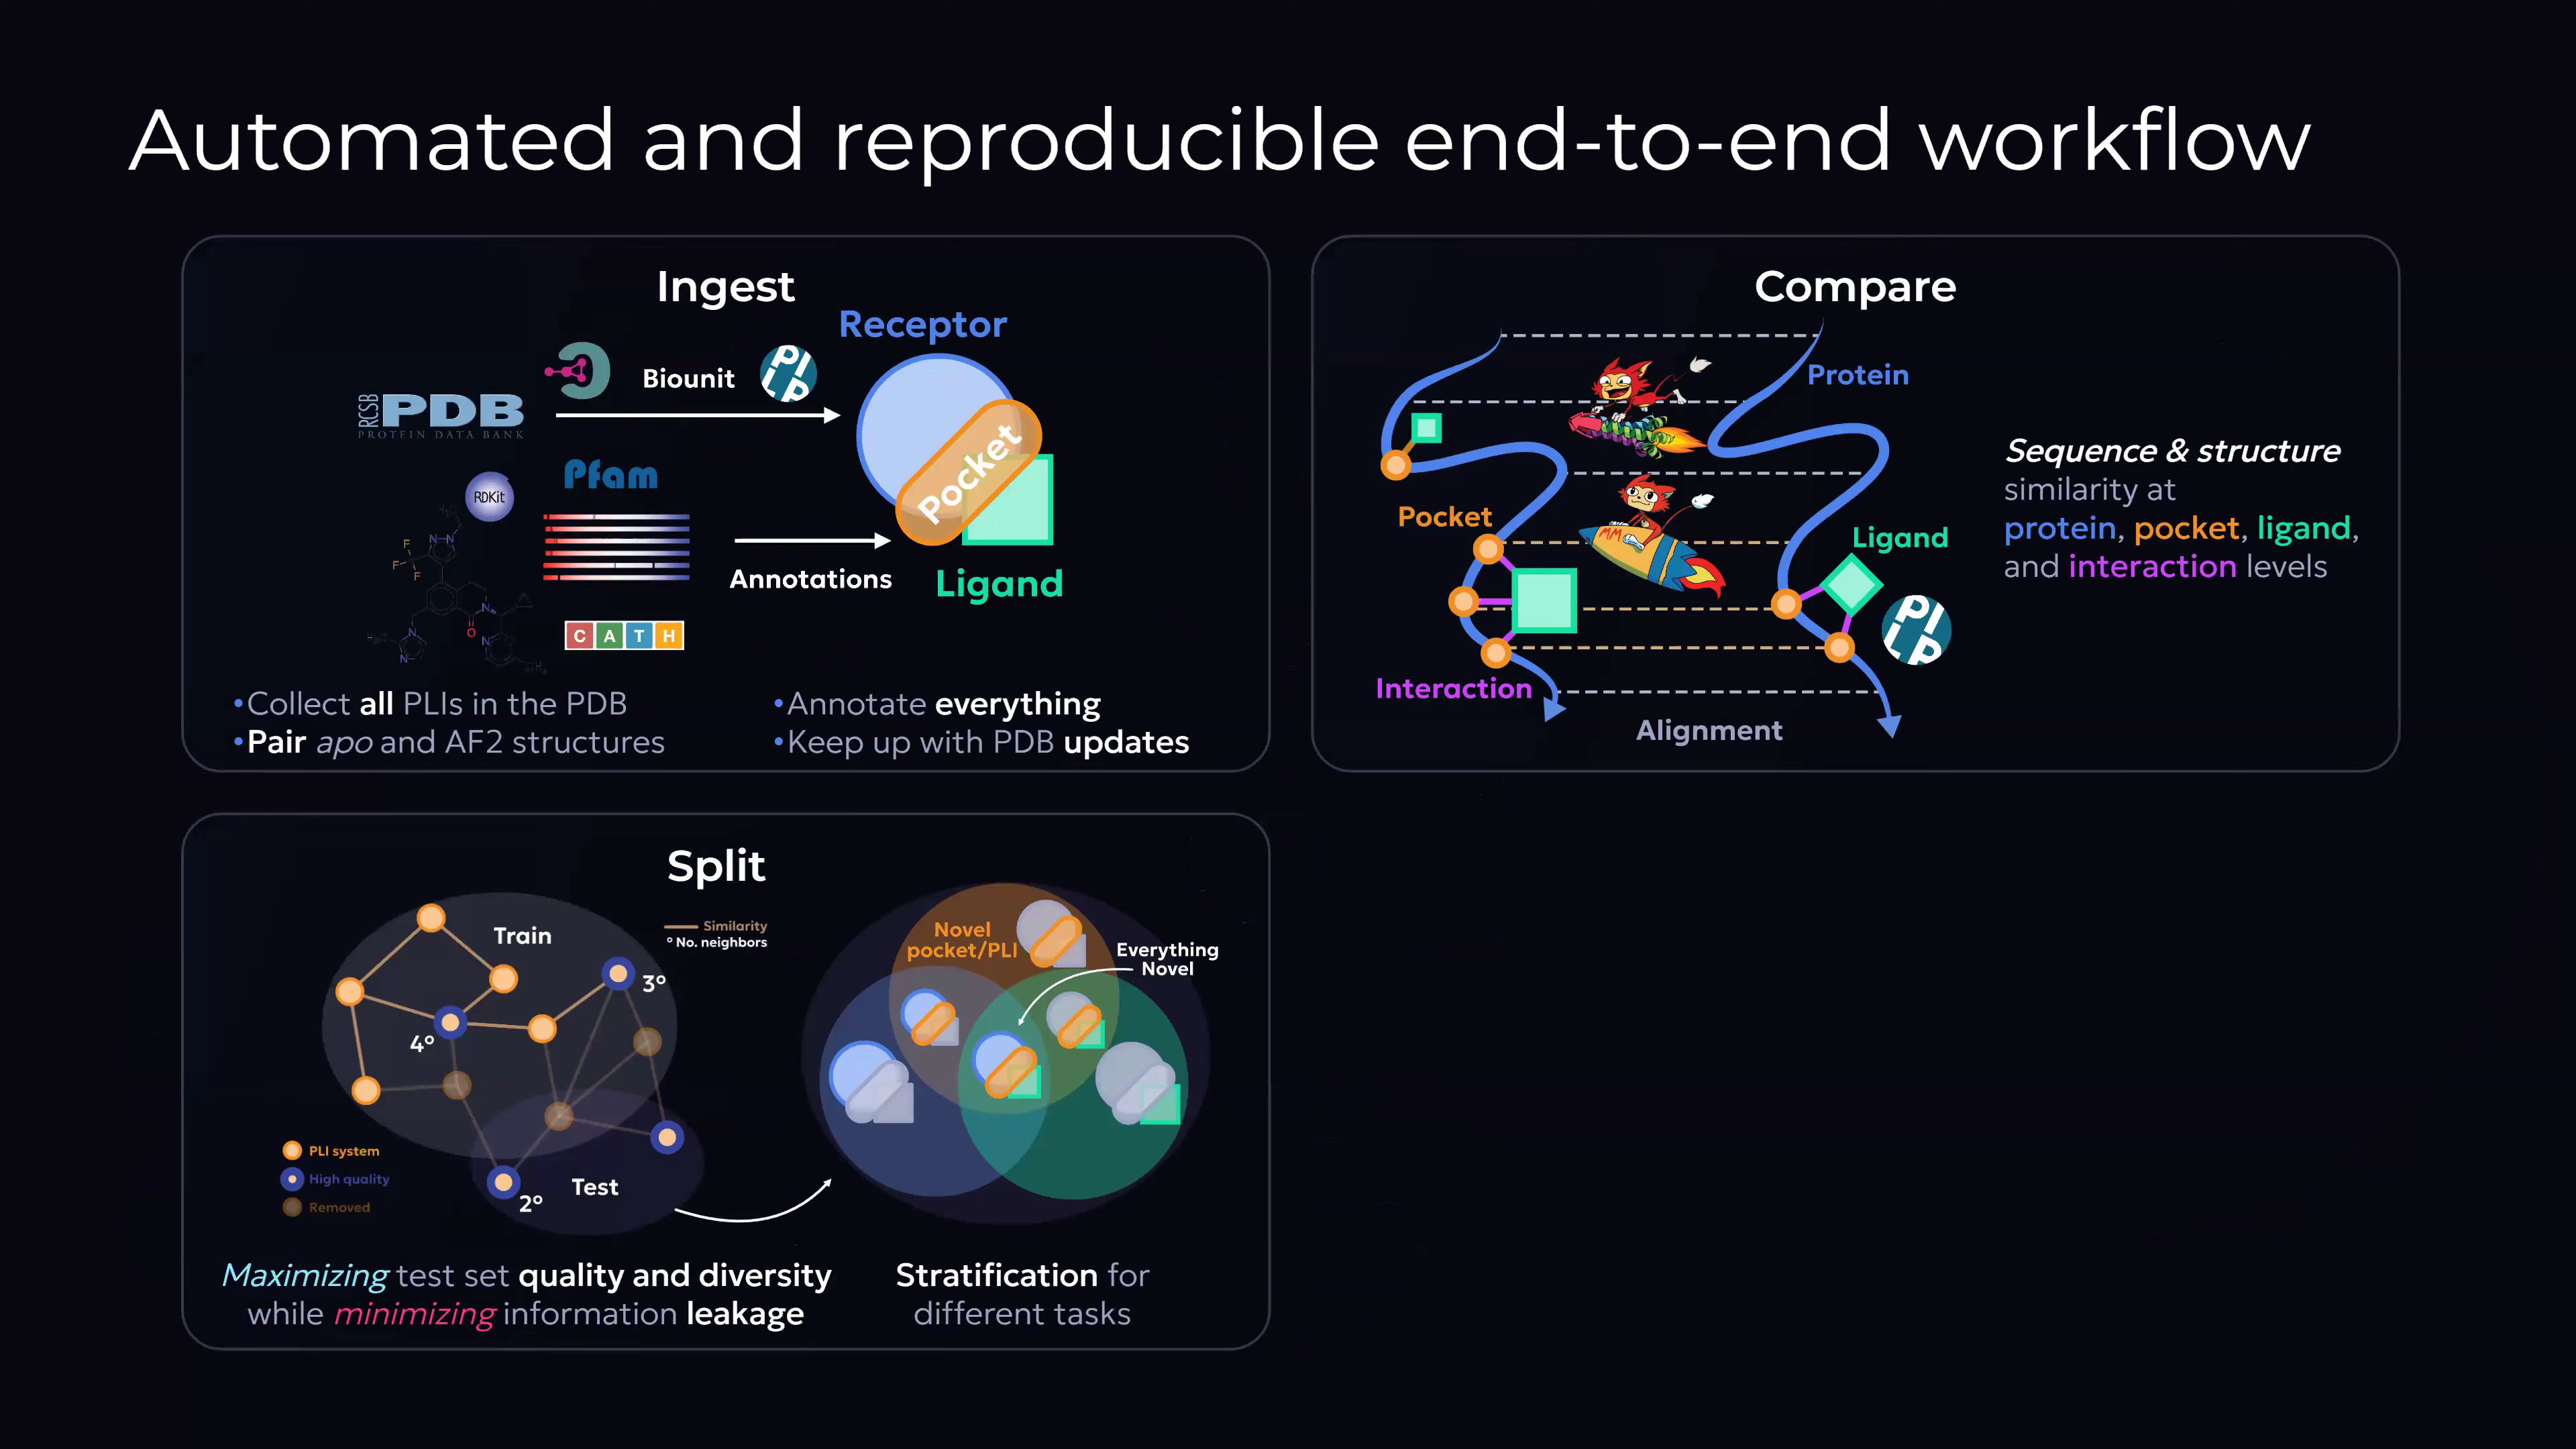 Automated and reproducible end-to-end workflow
Ingest
Receptor
Biounit
PLIP
RCSB
PDB
PROTEIN DATA BANK
Pocket
RDKit
Pfam
Annotations
Ligand
C A T H
•Collect all PLIs in the PDB
•Pair apo and AF2 structures
•Annotate everything
•Keep up with PDB updates
Compare
Protein
Pocket
MM
Ligand
PLIP
Interaction
Alignment
Sequence & structure
similarity at
protein, pocket, ligand,
and interaction levels
Split
Train
Similarity
° No. neighbors
3°
4°
2°
Test
PLI system
High quality
Removed
Novel
pocket/PLI
Everything
Novel
Maximizing test set quality and diversity
while minimizing information leakage
Stratification for
different tasks